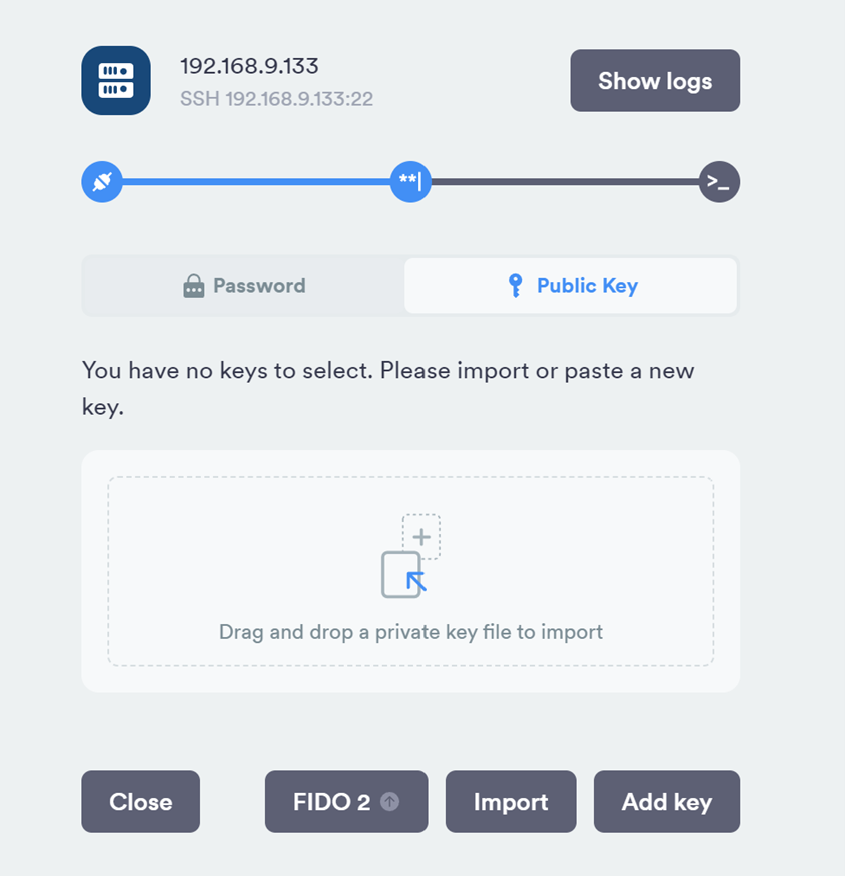 192.168.9.133
SSH 192.168.9.133:22
Show logs
**|
>_
Password
Public Key
You have no keys to select. Please import or paste a new
key.
Drag and drop a private key file to import
Close
FIDO 2
Import
Add key